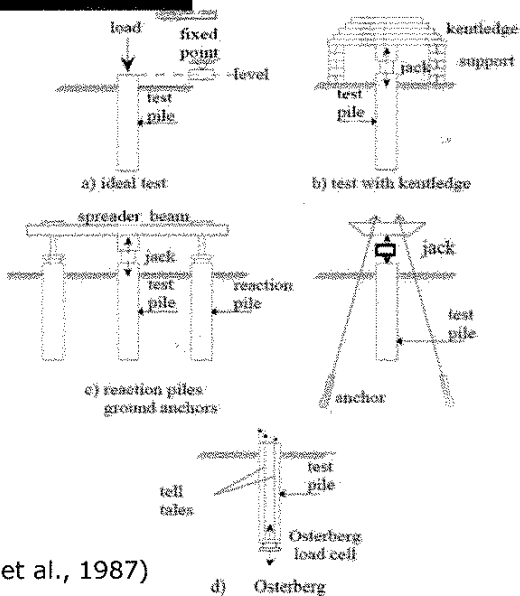 load
fixed
point
level
test
pile
a) ideal test
kentledge
support
jack
test
pile
b) test with kentledge
spreader beam
jack
test
pile
reaction
pile
c) reaction piles
ground anchors
jack
test
pile
anchor
tell
tales
test
pile
Osterberg
load cell
et al., 1987)
d) Osterberg